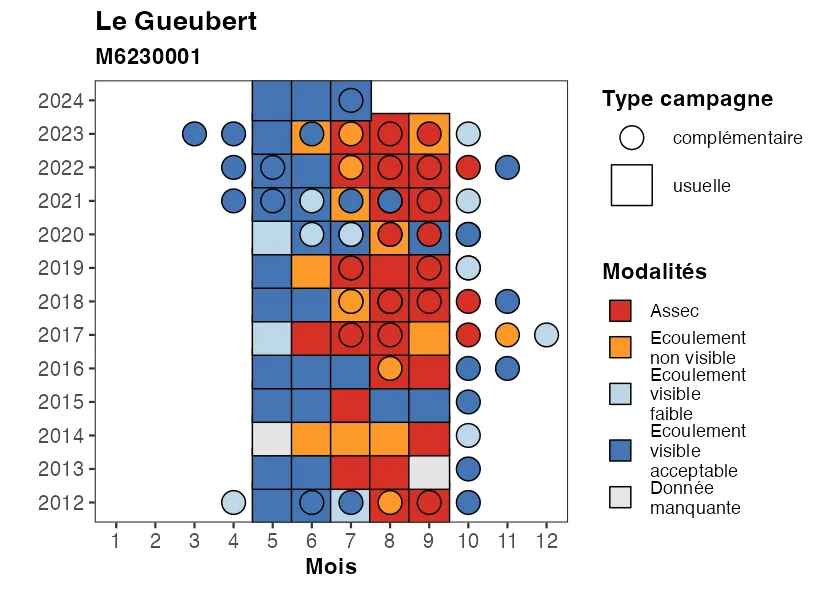 Le Gueubert
M6230001
2024
2023
2022
2021
2020
2019
2018
2017
2016
2015
2014
2013
2012
1 2 3 4 5 6 7 8 9 10 11 12
Mois
Type campagne
complémentaire
usuelle
Modalités
Assec
Ecoulement
non visible
Ecoulement
visible
faible
Ecoulement
visible
acceptable
Donnée
manquante